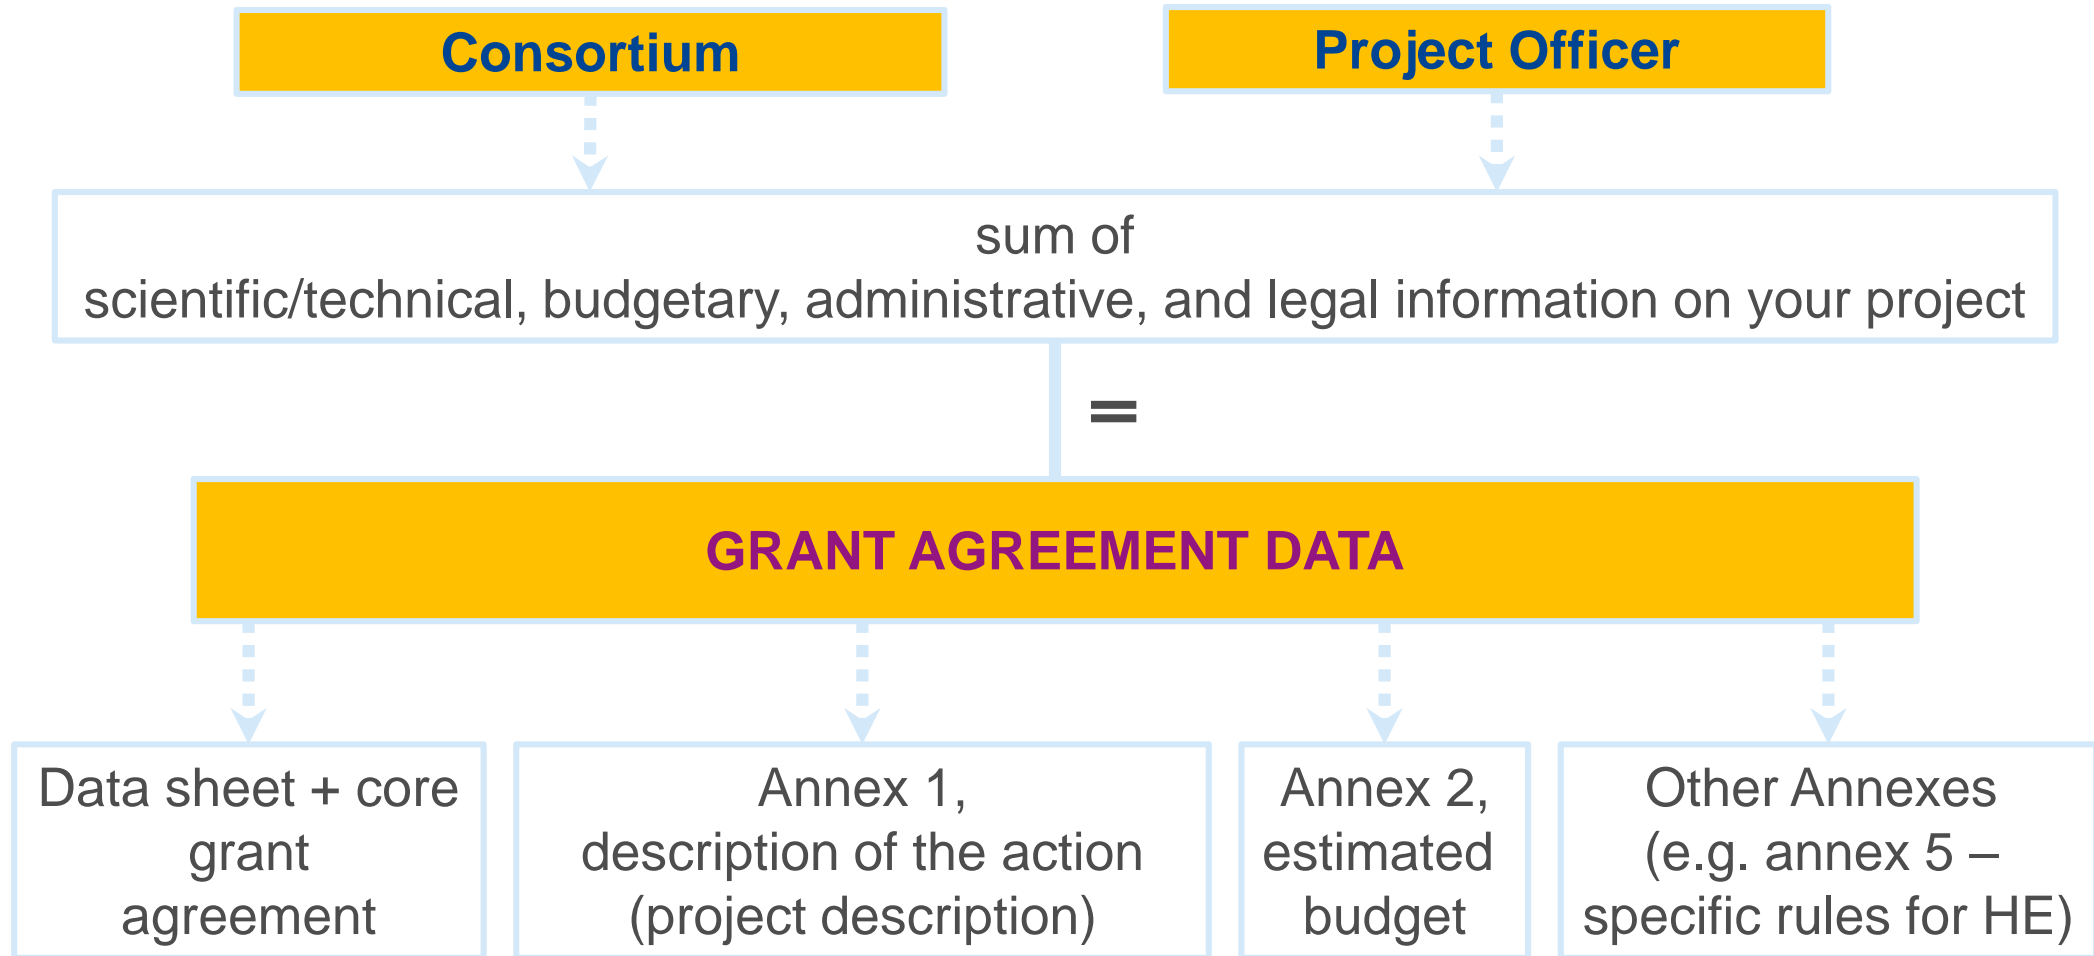 Consortium
Project Officer
sum of
scientific/technical, budgetary, administrative, and legal information on your project
=
GRANT AGREEMENT DATA
Data sheet + core
grant
agreement
Annex 1,
description of the action
(project description)
Annex 2,
estimated
budget
Other Annexes
(e.g. annex 5 –
specific rules for HE)